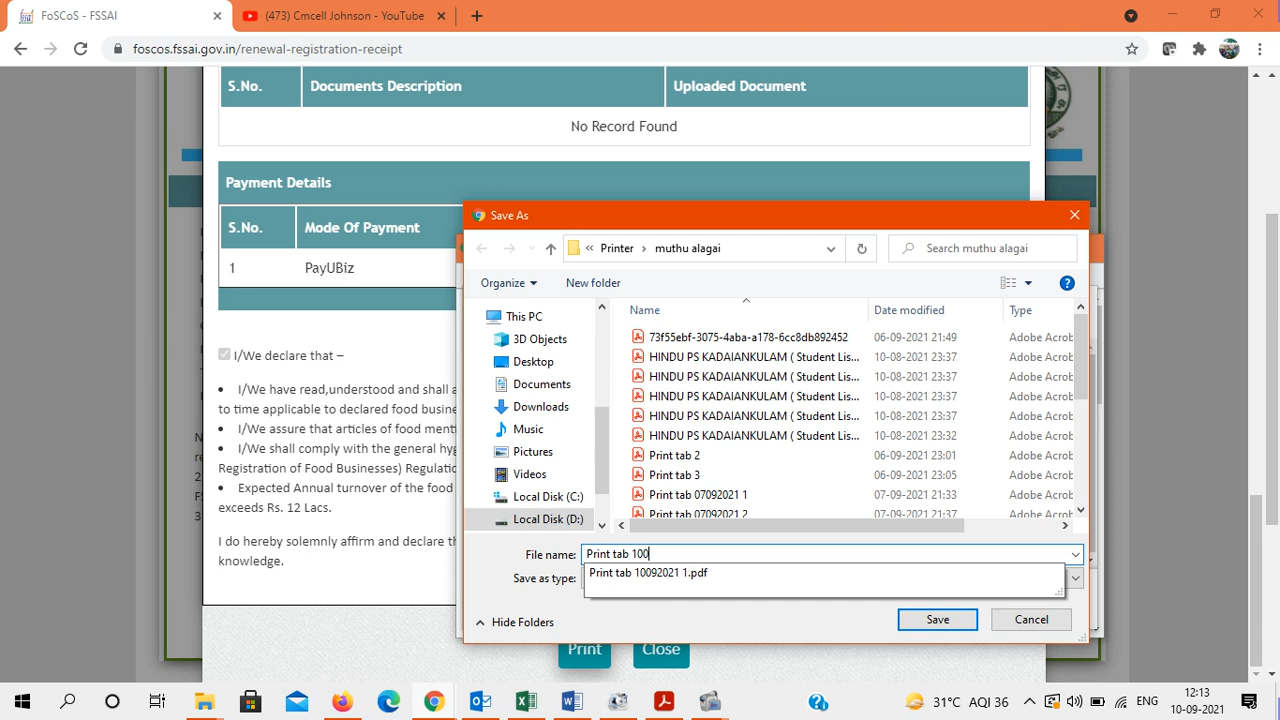 FoSCoS - FSSAI
(473) Cmcell Johnson - YouTube
foscos.fssai.gov.in/renewal-registration-receipt
S.No. Documents Description Uploaded Document
No Record Found
Payment Details
S.No. Mode Of Payment
1 PayUBiz
I/We declare that –
I/We have read,understood and shall a
to time applicable to declared food busine
I/We assure that articles of food ment
I/We shall comply with the general hyg
Registration of Food Businesses) Regulati
Expected Annual turnover of the food
exceeds Rs. 12 Lacs.
I do hereby solemnly affirm and declare th
knowledge.
Print Close
Save As
« Printer › muthu alagai
Search muthu alagai
Organize New folder
This PC
3D Objects
Desktop
Documents
Downloads
Music
Pictures
Videos
Local Disk (C:)
Local Disk (D:)
Name Date modified Type
73f55ebf-3075-4aba-a178-6cc8db892452 06-09-2021 21:49 Adobe Acrob
HINDU PS KADAIANKULAM ( Student Lis... 10-08-2021 23:37 Adobe Acrob
HINDU PS KADAIANKULAM ( Student Lis... 10-08-2021 23:37 Adobe Acrob
HINDU PS KADAIANKULAM ( Student Lis... 10-08-2021 23:37 Adobe Acrob
HINDU PS KADAIANKULAM ( Student Lis... 10-08-2021 23:37 Adobe Acrob
HINDU PS KADAIANKULAM ( Student Lis... 10-08-2021 23:32 Adobe Acrob
Print tab 2 06-09-2021 23:01 Adobe Acrob
Print tab 3 06-09-2021 23:05 Adobe Acrob
Print tab 07092021 1 07-09-2021 21:33 Adobe Acrob
Print tab 07092021 2 07-09-2021 21:33 Adobe Acrob
File name: Print tab 100
Print tab 10092021 1.pdf
Save as type:
Hide Folders
Save Cancel
31°C AQI 36
ENG
12:13
10-09-2021